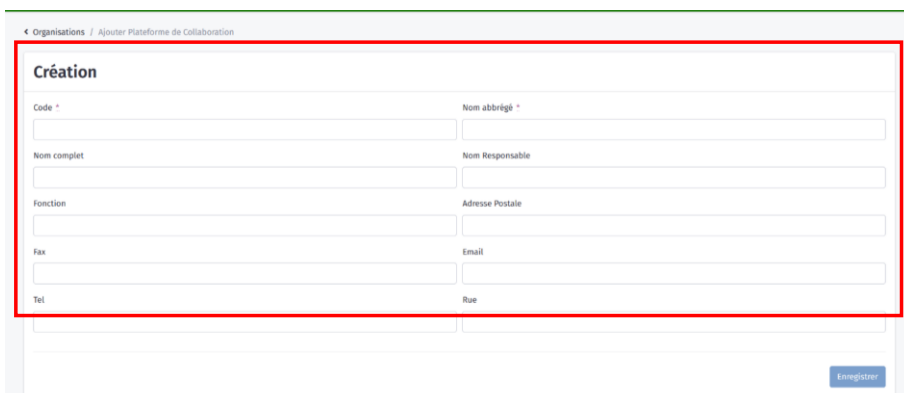 Organisations / Ajouter Plateforme de Collaboration
Création
Code *
Nom abbrégé *
Nom complet
Nom Responsable
Fonction
Adresse Postale
Fax
Email
Tel
Rue
Enregistrer